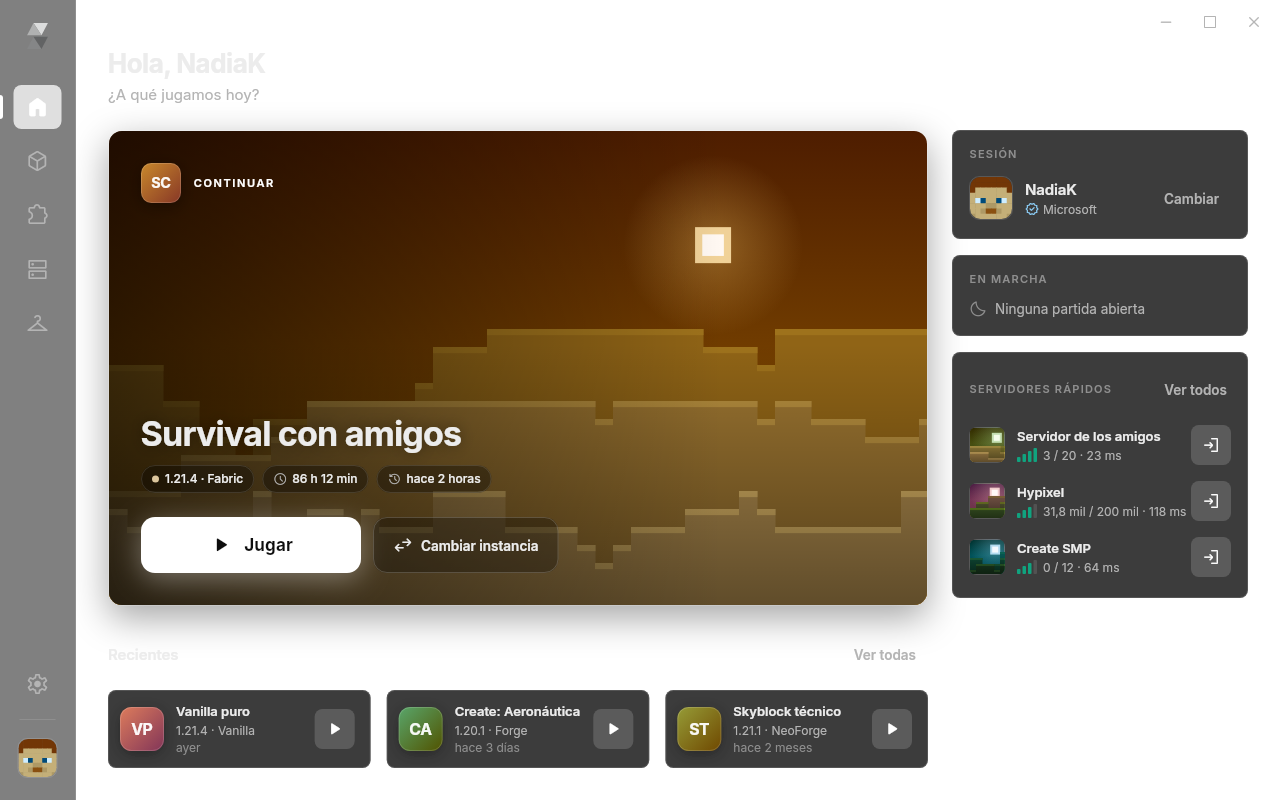 Hola, NadiaK
¿A qué jugamos hoy?
SC
CONTINUAR
Survival con amigos
1.21.4 · Fabric
86 h 12 min
hace 2 horas
Jugar
Cambiar instancia
SESIÓN
NadiaK
Microsoft
Cambiar
EN MARCHA
Ninguna partida abierta
SERVIDORES RÁPIDOS
Ver todos
Servidor de los amigos
3 / 20 · 23 ms
Hypixel
31,8 mil / 200 mil · 118 ms
Create SMP
0 / 12 · 64 ms
Recientes
Ver todas
VP
Vanilla puro
1.21.4 · Vanilla
ayer
CA
Create: Aeronáutica
1.20.1 · Forge
hace 3 días
ST
Skyblock técnico
1.21.1 · NeoForge
hace 2 meses